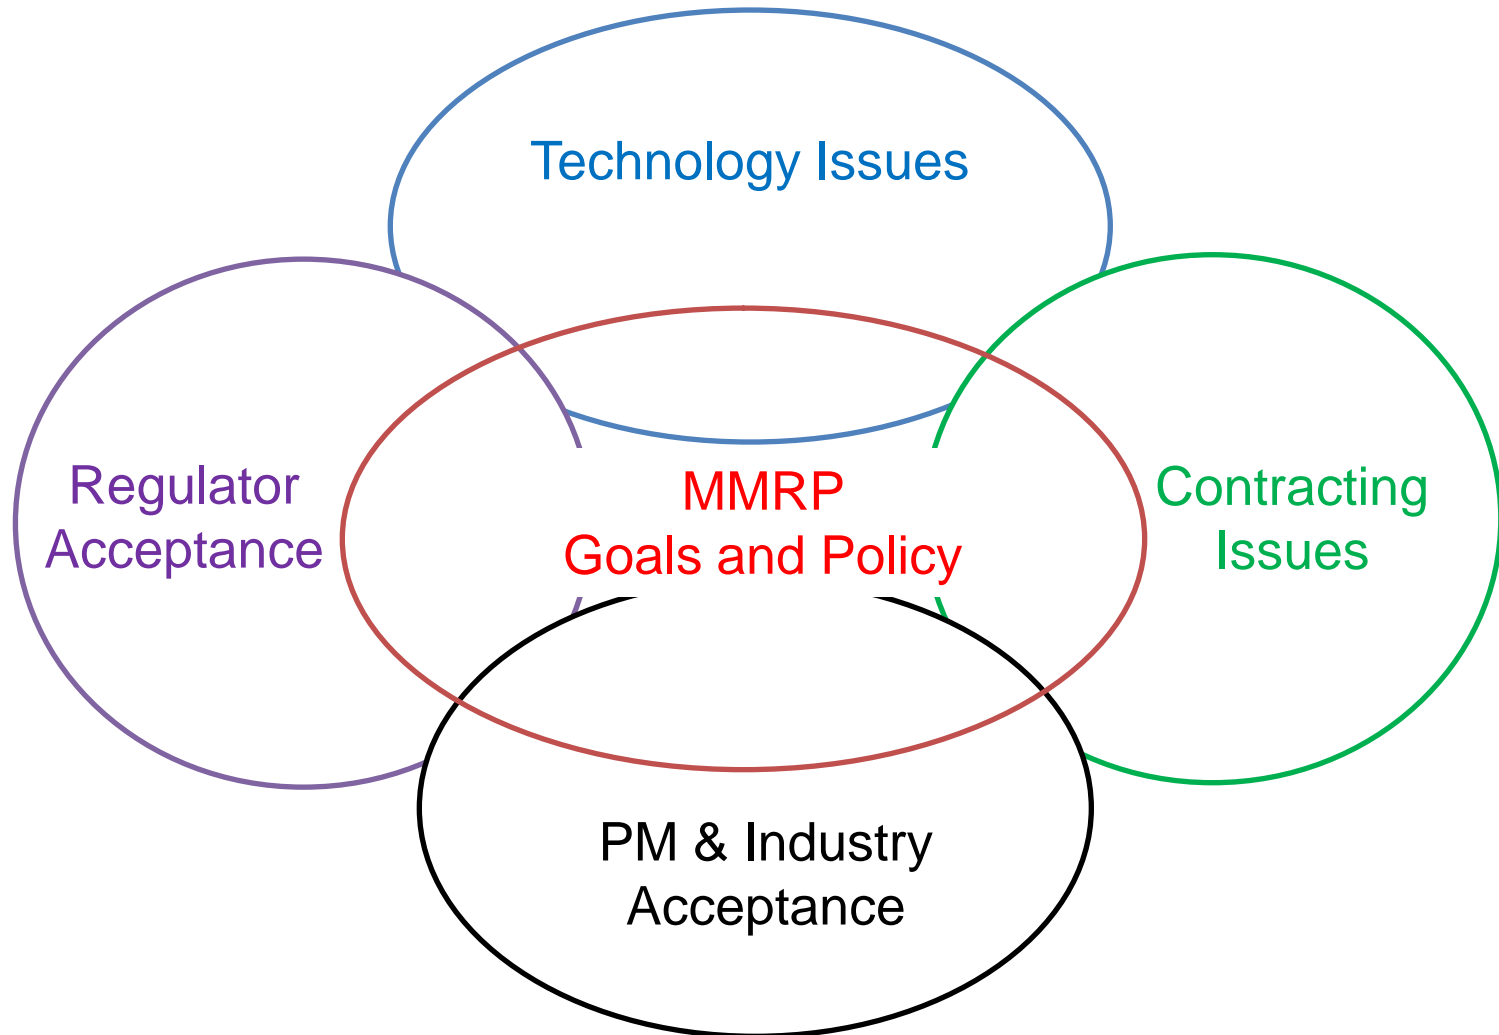 Technology Issues
Regulator
Acceptance
MMRP
Goals and Policy
Contracting
Issues
PM & Industry
Acceptance